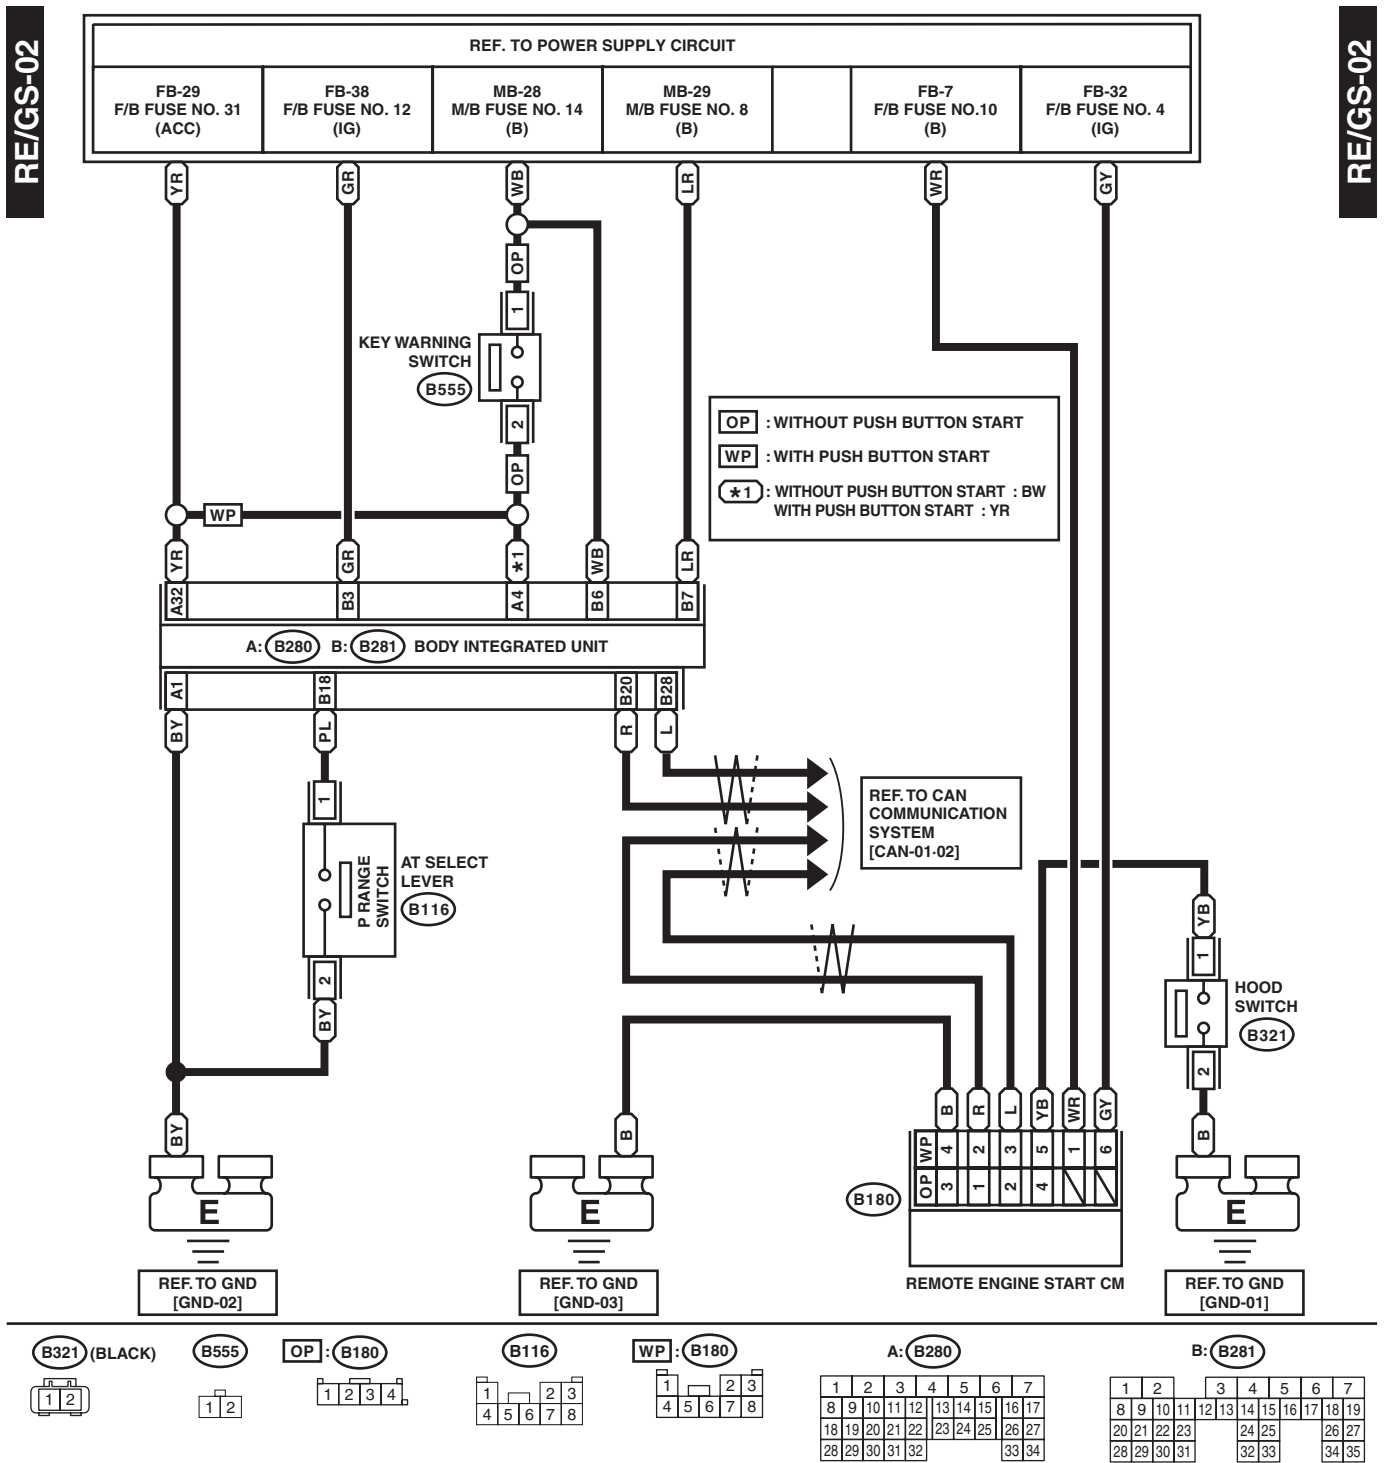 RE/GS-02
RE/GS-02
REF. TO POWER SUPPLY CIRCUIT
FB-29
F/B FUSE NO. 31
(ACC)
FB-38
F/B FUSE NO. 12
(IG)
MB-28
M/B FUSE NO. 14
(B)
MB-29
M/B FUSE NO. 8
(B)
FB-7
F/B FUSE NO.10
(B)
FB-32
F/B FUSE NO. 4
(IG)
YR
GR
WB
LR
WR
GY
OP
1
KEY WARNING
SWITCH
B555
2
OP
OP : WITHOUT PUSH BUTTON START
WP : WITH PUSH BUTTON START
*1 : WITHOUT PUSH BUTTON START : BW
WITH PUSH BUTTON START : YR
WP
YR
GR
*1
WB
LR
A32
B3
A4
B6
B7
A: B280 B: B281 BODY INTEGRATED UNIT
A1
B18
B20
B28
BY
PL
R
L
1
P RANGE
SWITCH
AT SELECT
LEVER
B116
2
BY
REF. TO CAN
COMMUNICATION
SYSTEM
[CAN-01·02]
YB
1
HOOD
SWITCH
B321
2
B
BY
B
B
R
L
YB
WR
GY
WP
4
2
3
5
1
6
OP
3
1
2
4
B180
REMOTE ENGINE START CM
E
REF. TO GND
[GND-02]
E
REF. TO GND
[GND-03]
E
REF. TO GND
[GND-01]
B321 (BLACK)
1 2
B555
1 2
OP : B180
1 2 3 4
B116
1 2 3
4 5 6 7 8
WP : B180
1 2 3
4 5 6 7 8
A: B280
1 2 3 4 5 6 7
8 9 10 11 12 13 14 15 16 17
18 19 20 21 22 23 24 25 26 27
28 29 30 31 32 33 34
B: B281
1 2 3 4 5 6 7
8 9 10 11 12 13 14 15 16 17 18 19
20 21 22 23 24 25 26 27
28 29 30 31 32 33 34 35